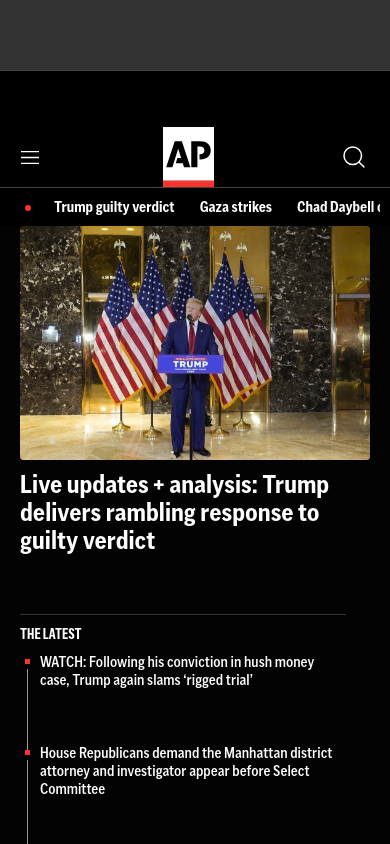 AP
Trump guilty verdict Gaza strikes Chad Daybell
TRUMP
Live updates + analysis: Trump
delivers rambling response to
guilty verdict
THE LATEST
WATCH: Following his conviction in hush money
case, Trump again slams ‘rigged trial’
House Republicans demand the Manhattan district
attorney and investigator appear before Select
Committee